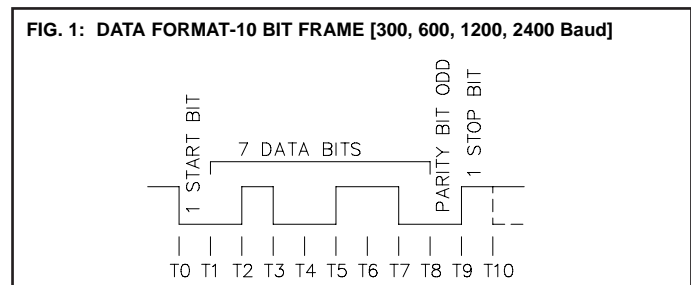 FIG. 1: DATA FORMAT-10 BIT FRAME [300, 600, 1200, 2400 Baud]
1 START BIT
7 DATA BITS
PARITY BIT ODD
1 STOP BIT
T0 T1 T2 T3 T4 T5 T6 T7 T8 T9 T10